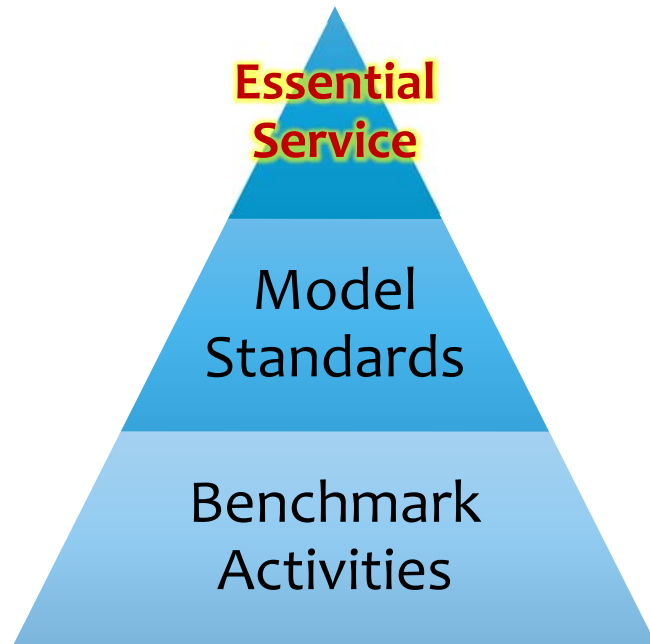 Essential
Service
Model
Standards
Benchmark
Activities